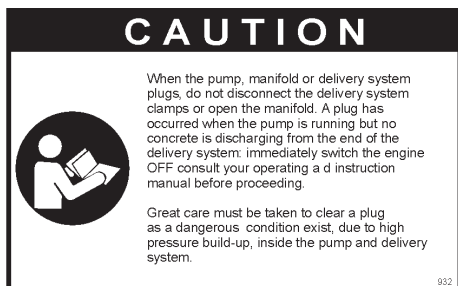 CAUTION
When the pump, manifold or delivery system
plugs, do not disconnect the delivery system
clamps or open the manifold. A plug has
occurred when the pump is running but no
concrete is discharging from the end of the
delivery system: immediately switch the engine
OFF consult your operating a d instruction
manual before proceeding.
Great care must be taken to clear a plug
as a dangerous condition exist, due to high
pressure build-up, inside the pump and delivery
system.
932